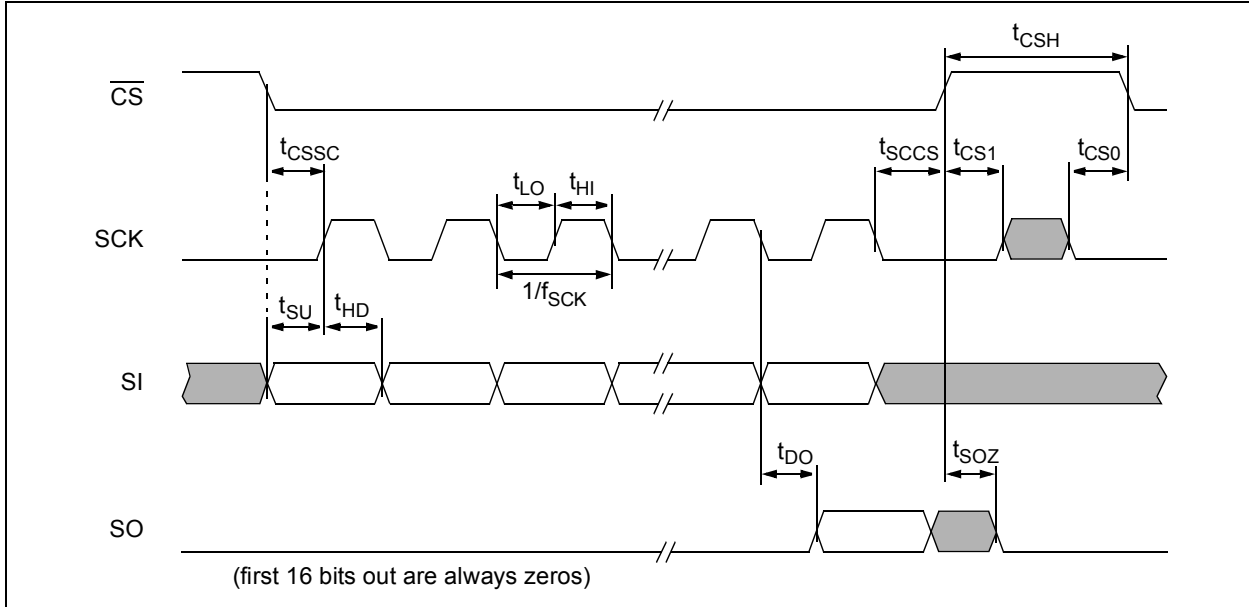 tCSH
CS
tCSSC
tSCCS
tCS1
tCS0
tLO
tHI
SCK
1/fSCK
tSU
tHD
SI
tDO
tSOZ
SO
(first 16 bits out are always zeros)